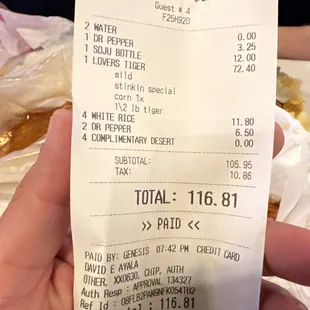 Guest # 4
F25H92D
2 WATER 0.00
1 DR PEPPER 3.25
1 SOJU BOTTLE 12.00
1 LOVERS TIGER 72.40
mild
stinkin special
corn 1x
1\2 lb tiger
4 WHITE RICE 11.80
2 DR PEPPER 6.50
4 COMPLIMENTARY DESERT 0.00
SUBTOTAL: 105.95
TAX: 10.86
TOTAL: 116.81
>> PAID <<
PAID BY: GENESIS 07:42 PM CREDIT CARD
DAVID E AYALA
OTHER, XX0630, CHIP, AUTH
Auth Resp : APPROVAL 134327
Ref Id :
: 116.81